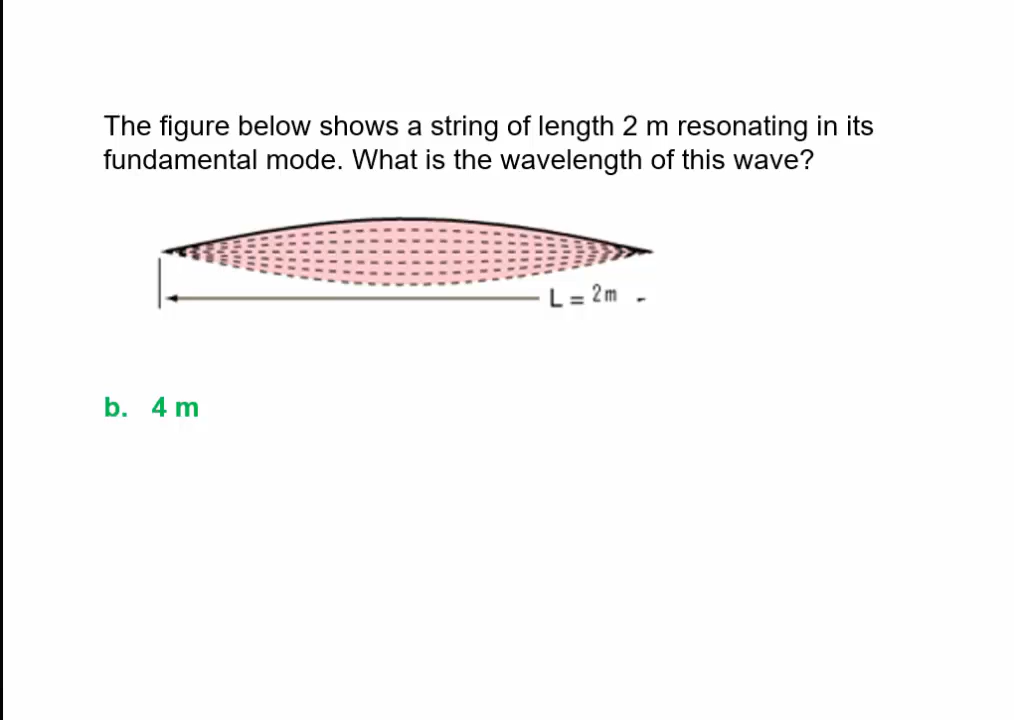 The figure below shows a string of length 2 m resonating in its
fundamental mode. What is the wavelength of this wave?
L = 2m
b. 4 m